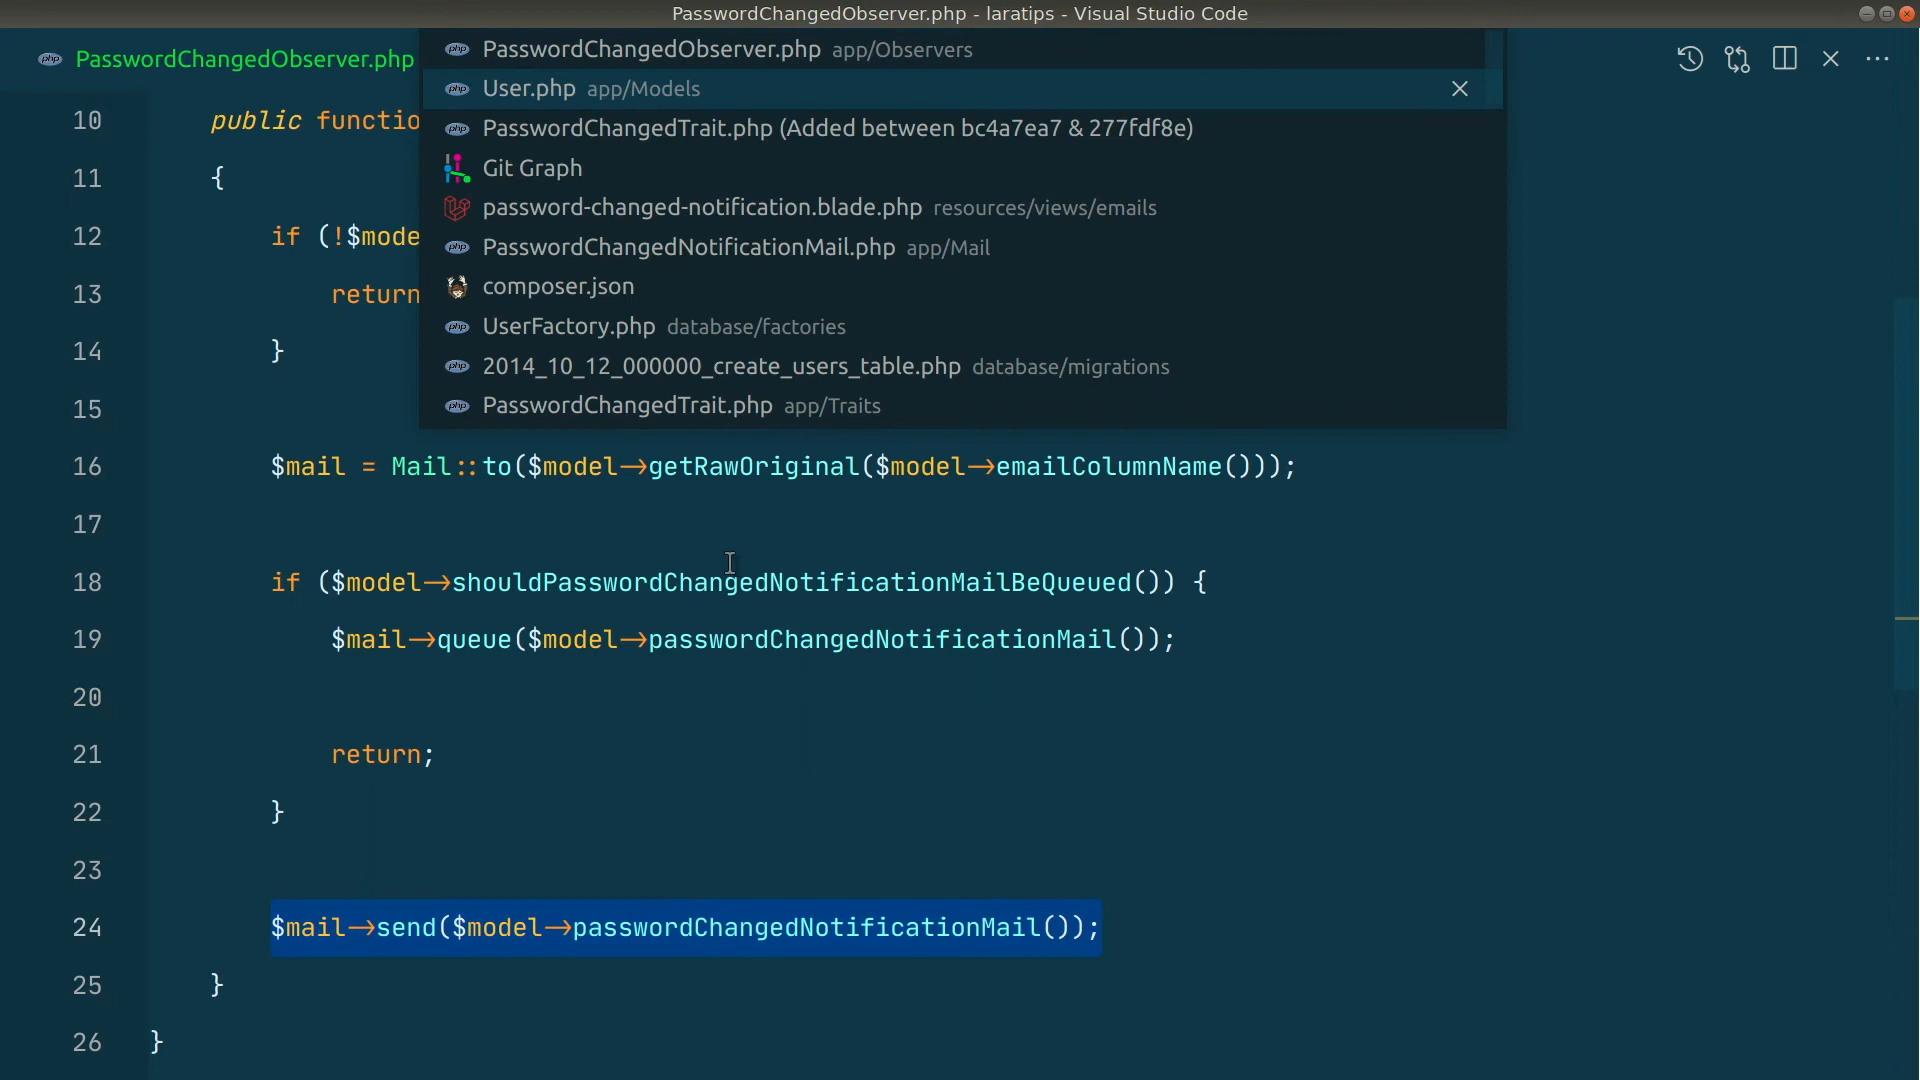 PasswordChangedObserver.php - laratips - Visual Studio Code
PasswordChangedObserver.php
PasswordChangedObserver.php app/Observers
User.php app/Models
PasswordChangedTrait.php (Added between bc4a7ea7 & 277fdf8e)
Git Graph
password-changed-notification.blade.php resources/views/emails
PasswordChangedNotificationMail.php app/Mail
composer.json
UserFactory.php database/factories
2014_10_12_000000_create_users_table.php database/migrations
PasswordChangedTrait.php app/Traits
10 public functio
11 {
12 if (!$mode
13 return
14 }
15
16 $mail = Mail::to($model->getRawOriginal($model->emailColumnName()));
17
18 if ($model->shouldPasswordChangedNotificationMailBeQueued()) {
19 $mail->queue($model->passwordChangedNotificationMail());
20
21 return;
22 }
23
24 $mail->send($model->passwordChangedNotificationMail());
25 }
26 }